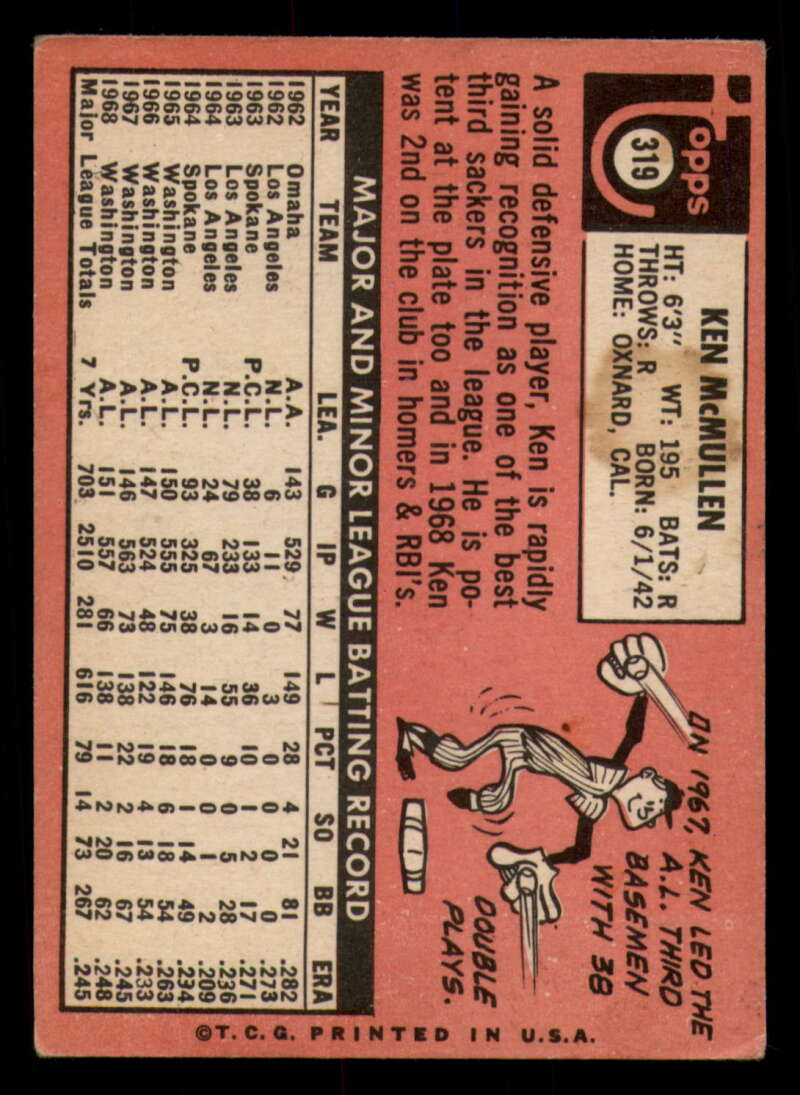 Topps
319
KEN McMULLEN
HT: 6'3" WT: 195 BATS: R
THROWS: R BORN: 6/1/42
HOME: OXNARD, CAL.
A solid defensive player, Ken is rapidly
gaining recognition as one of the best
third sackers in the league. He is po-
tent at the plate too and in 1968 Ken
was 2nd on the club in homers & RBI's.
IN 1967, KEN LED THE
A.L. THIRD
BASEMEN
WITH 38
DOUBLE
PLAYS.
MAJOR AND MINOR LEAGUE BATTING RECORD
YEAR TEAM LEA. G IP W L PCT SO BB ERA
1962 Omaha A.A. 143 529 77 149 28 4 21 81 .282
1962 Los Angeles N.L. 6 11 0 3 0 0 0 0 .273
1963 Spokane P.C.L. 38 133 14 36 10 1 2 17 .271
1963 Los Angeles N.L. 79 233 16 55 9 0 5 28 .236
1964 Los Angeles N.L. 24 67 3 14 0 0 1 2 .209
1964 Spokane P.C.L. 93 325 38 76 18 1 14 49 .234
1965 Washington A.L. 150 555 75 146 18 6 18 54 .263
1966 Washington A.L. 147 524 48 122 19 4 13 54 .233
1967 Washington A.L. 146 563 73 138 22 2 16 67 .245
1968 Washington A.L. 151 557 66 138 11 2 20 62 .248
Major League Totals 7 Yrs. 703 2510 281 616 79 14 73 267 .245
©T.C.G. PRINTED IN U.S.A.